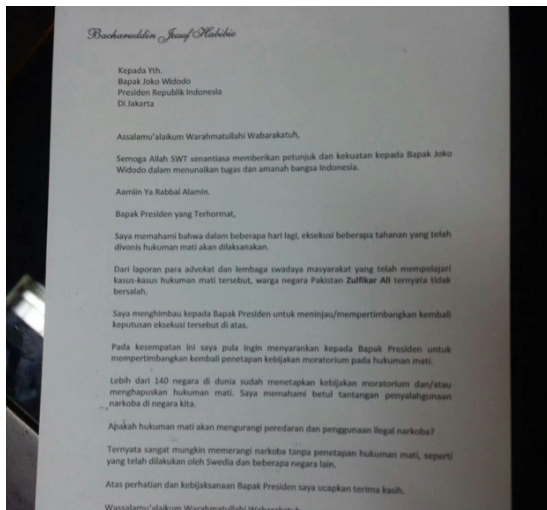 Bacharuddin Jusuf Habibie
Kepada Yth.
Bapak Joko Widodo
Presiden Republik Indonesia
Di Jakarta
Assalamu'alaikum Warahmatullahi Wabarakatuh,
Semoga Allah SWT senantiasa memberikan petunjuk dan kekuatan kepada Bapak Joko
Widodo dalam menunaikan tugas dan amanah bangsa Indonesia.
Aamiin Ya Rabbal Alamin.
Bapak Presiden yang Terhormat,
Saya memahami bahwa dalam beberapa hari lagi, eksekusi beberapa tahanan yang telah
divonis hukuman mati akan dilaksanakan.
Dari laporan para advokat dan lembaga swadaya masyarakat yang telah mempelajari
kasus-kasus hukuman mati tersebut, warga negara Pakistan Zulfikar Ali ternyata tidak
bersalah.
Saya menghimbau kepada Bapak Presiden untuk meninjau/mempertimbangkan kembali
keputusan eksekusi tersebut di atas.
Pada kesempatan ini saya pula ingin menyarankan kepada Bapak Presiden untuk
mempertimbangkan kembali penetapan kebijakan moratorium pada hukuman mati.
Lebih dari 140 negara di dunia sudah menetapkan kebijakan moratorium dan/atau
menghapuskan hukuman mati. Saya memahami betul tantangan penyalahgunaan
narkoba di negara kita.
Apakah hukuman mati akan mengurangi peredaran dan penggunaan ilegal narkoba?
Ternyata sangat mungkin memerangi narkoba tanpa penetapan hukuman mati, seperti
yang telah dilakukan oleh Swedia dan beberapa negara lain.
Atas perhatian dan kebijaksanaan Bapak Presiden saya ucapkan terima kasih.
Wassalamu'alaikum Warahmatullahi Wabarakatuh